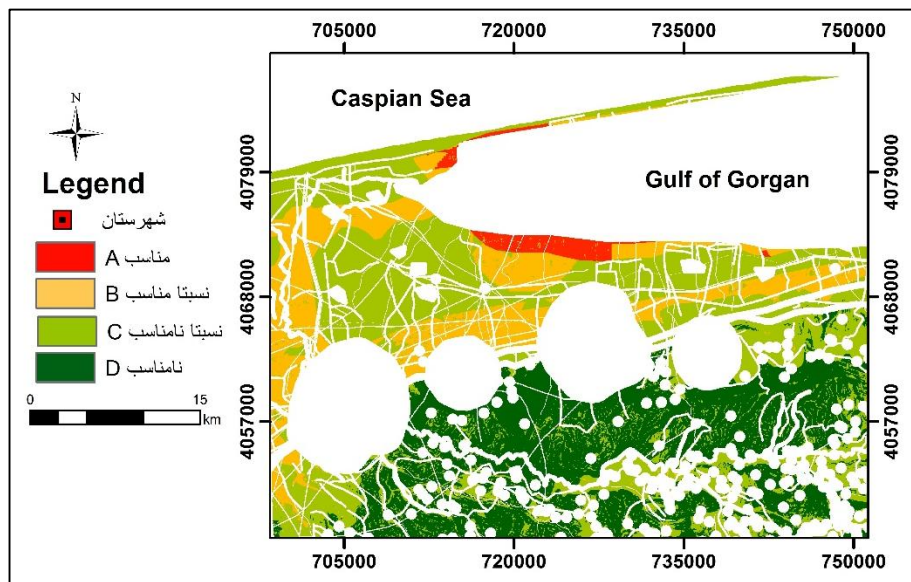 705000 720000 735000 750000
Caspian Sea
N
4079000 4079000
Gulf of Gorgan
Legend
شهرستان
مناسب A
نسبتا مناسب B
نسبتا نامناسب C
نامناسب D
4068000 4068000
0 15
km
4057000 4057000
705000 720000 735000 750000